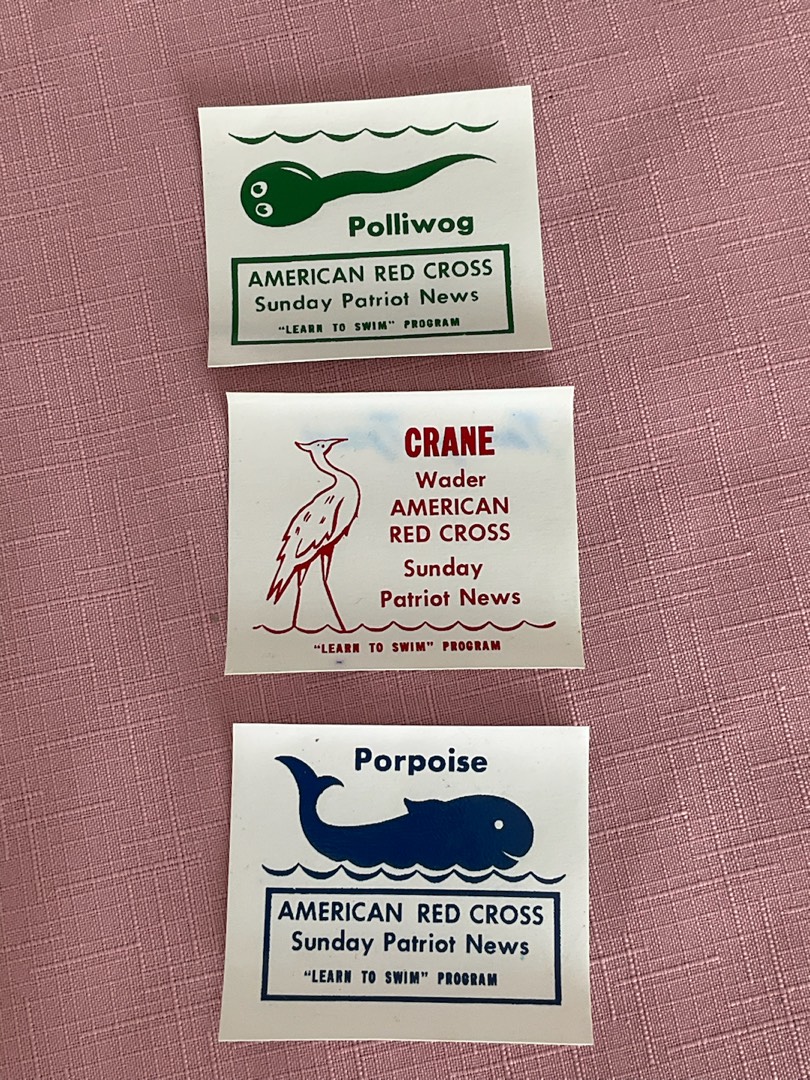 Polliwog
AMERICAN RED CROSS
Sunday Patriot News
"LEARN TO SWIM" PROGRAM
CRANE
Wader
AMERICAN
RED CROSS
Sunday
Patriot News
"LEARN TO SWIM" PROGRAM
Porpoise
AMERICAN RED CROSS
Sunday Patriot News
"LEARN TO SWIM" PROGRAM